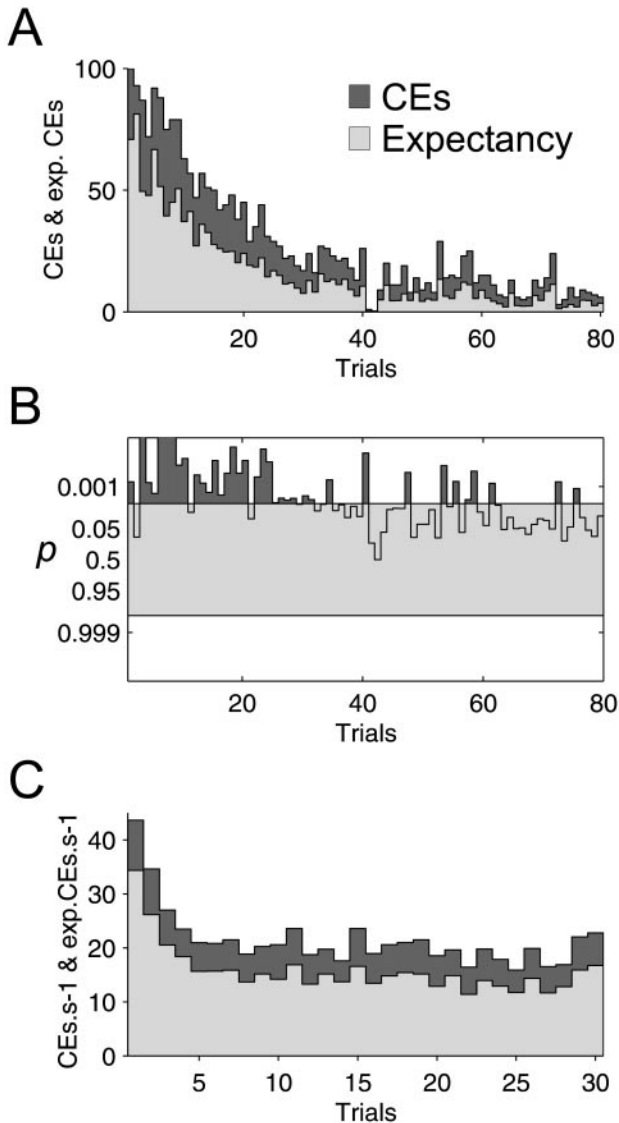 A
CEs & exp. CEs
100
50
0
CEs
Expectancy
20 40 60 80
Trials
B
p
0.001
0.05
0.5
0.95
0.999
20 40 60 80
Trials
C
CEs.s-1 & exp.CEs.s-1
40
30
20
10
0
5 10 15 20 25 30
Trials